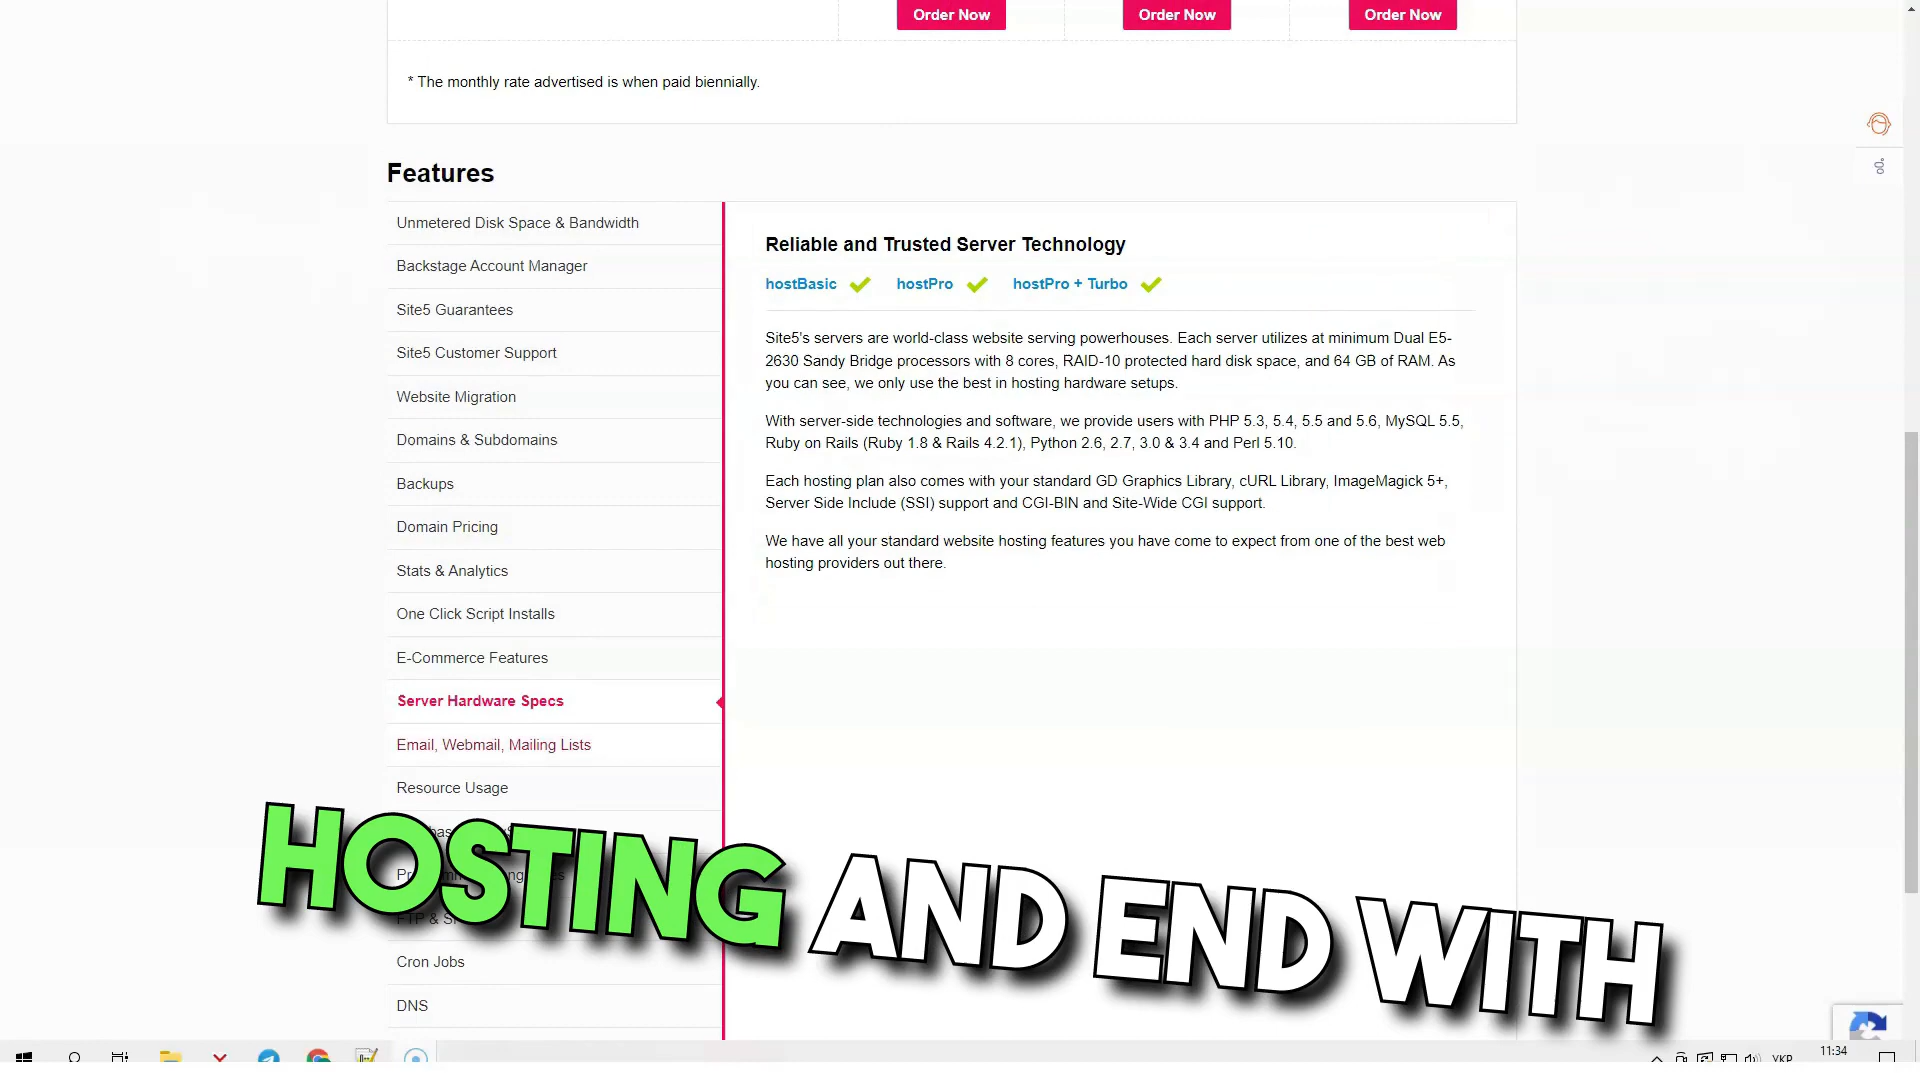 Order Now
Order Now
Order Now
* The monthly rate advertised is when paid biennially.
Features
Unmetered Disk Space & Bandwidth
Backstage Account Manager
Site5 Guarantees
Site5 Customer Support
Website Migration
Domains & Subdomains
Backups
Domain Pricing
Stats & Analytics
One Click Script Installs
E-Commerce Features
Server Hardware Specs
Email, Webmail, Mailing Lists
Resource Usage
FTP &
Cron Jobs
DNS
Reliable and Trusted Server Technology
hostBasic hostPro hostPro + Turbo
Site5's servers are world-class website serving powerhouses. Each server utilizes at minimum Dual E5-
2630 Sandy Bridge processors with 8 cores, RAID-10 protected hard disk space, and 64 GB of RAM. As
you can see, we only use the best in hosting hardware setups.
With server-side technologies and software, we provide users with PHP 5.3, 5.4, 5.5 and 5.6, MySQL 5.5,
Ruby on Rails (Ruby 1.8 & Rails 4.2.1), Python 2.6, 2.7, 3.0 & 3.4 and Perl 5.10.
Each hosting plan also comes with your standard GD Graphics Library, cURL Library, ImageMagick 5+,
Server Side Include (SSI) support and CGI-BIN and Site-Wide CGI support.
We have all your standard website hosting features you have come to expect from one of the best web
hosting providers out there.
HOSTING AND END WITH
УКР
11:34